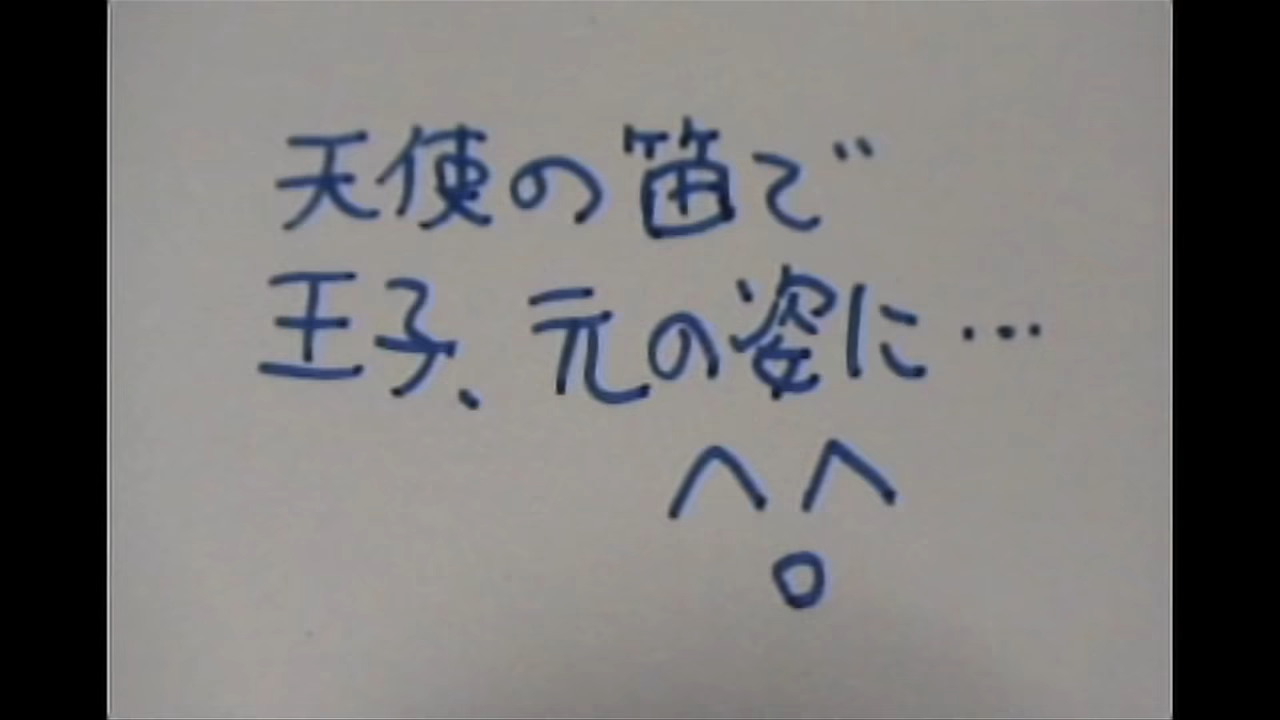 天使の笛で
王子、元の姿に…
^ ^
o